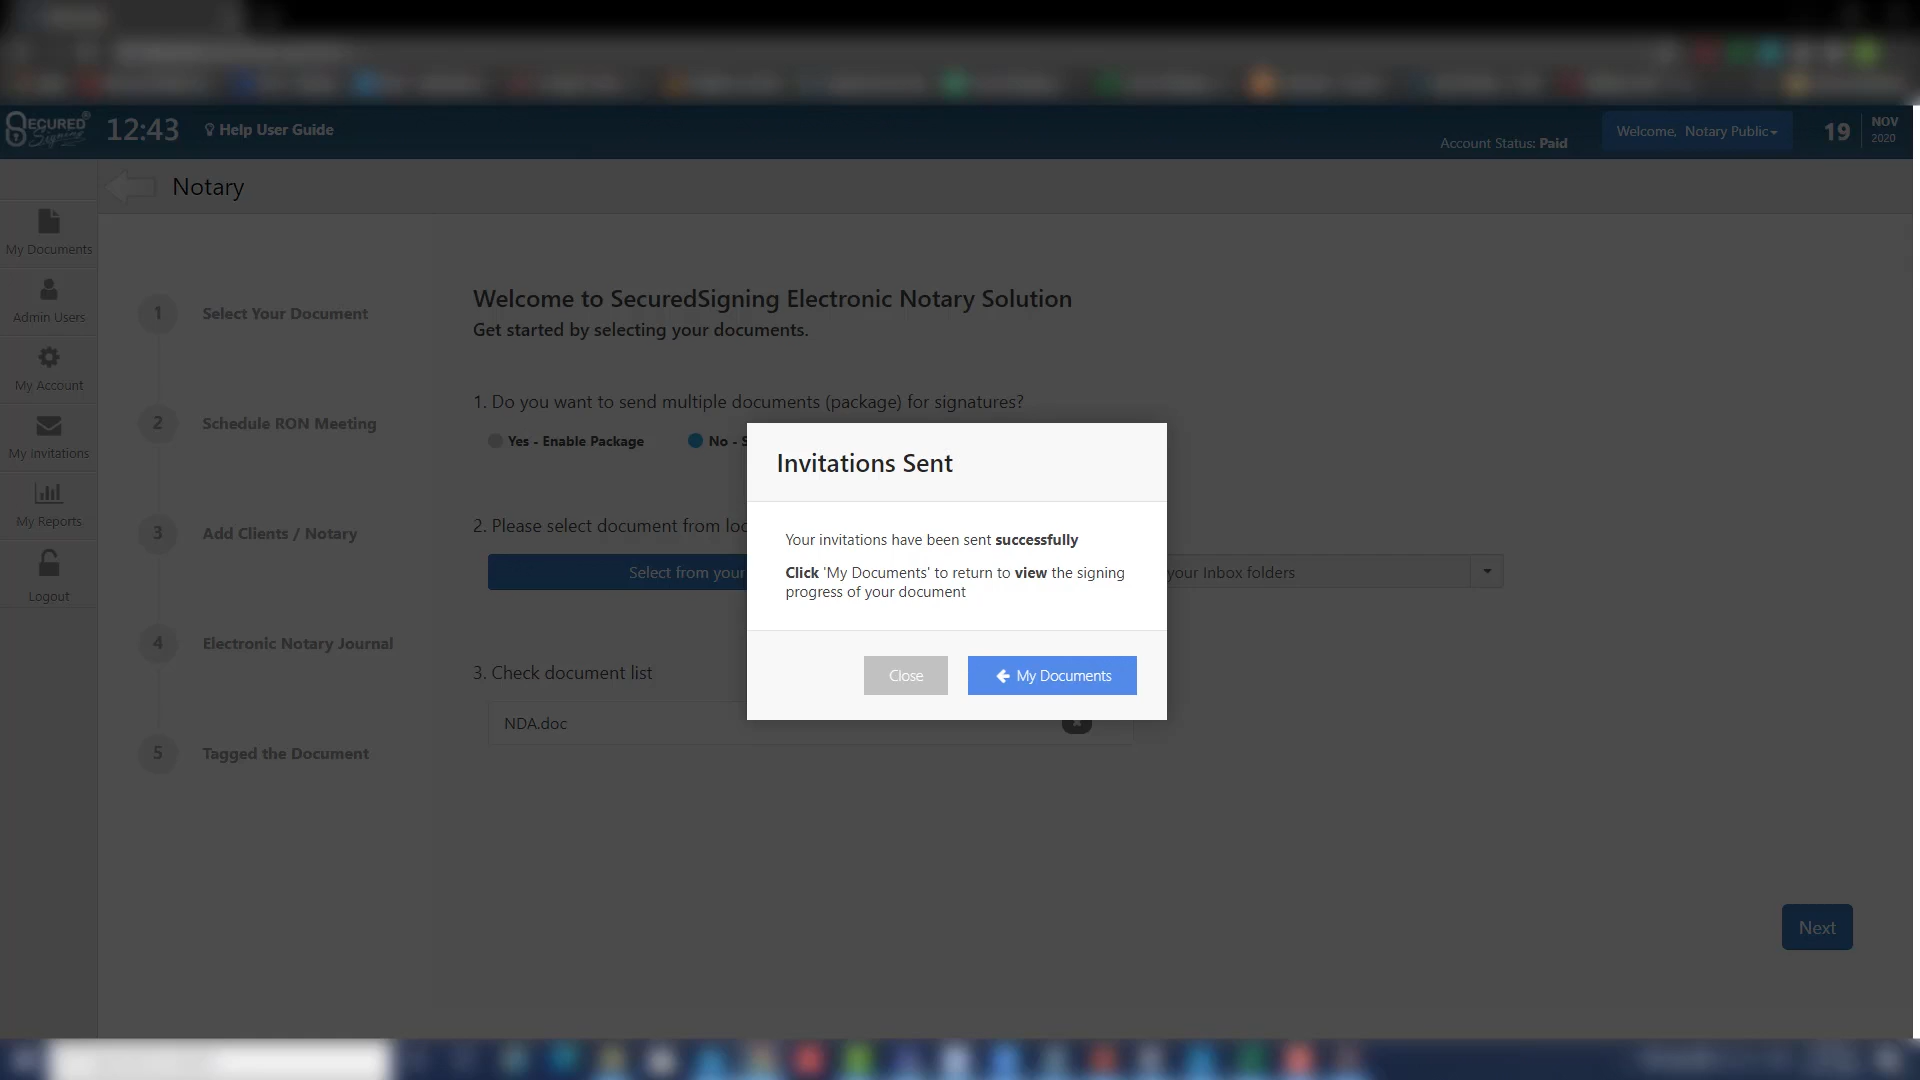 SECURED
Signing
12:43
Help User Guide
Account Status: Paid
Welcome, Notary Public
19
NOV
2020
Notary
My Documents
Admin Users
My Account
My Invitations
My Reports
Logout
1 Select Your Document
2 Schedule RON Meeting
3 Add Clients / Notary
4 Electronic Notary Journal
5 Tagged the Document
Welcome to SecuredSigning Electronic Notary Solution
Get started by selecting your documents.
1. Do you want to send multiple documents (package) for signatures?
Yes - Enable Package No -
2. Please select document from
Select from your
your Inbox folders
3. Check document list
NDA.doc
Invitations Sent
Your invitations have been sent successfully
Click 'My Documents' to return to view the signing
progress of your document
Close
My Documents
Next